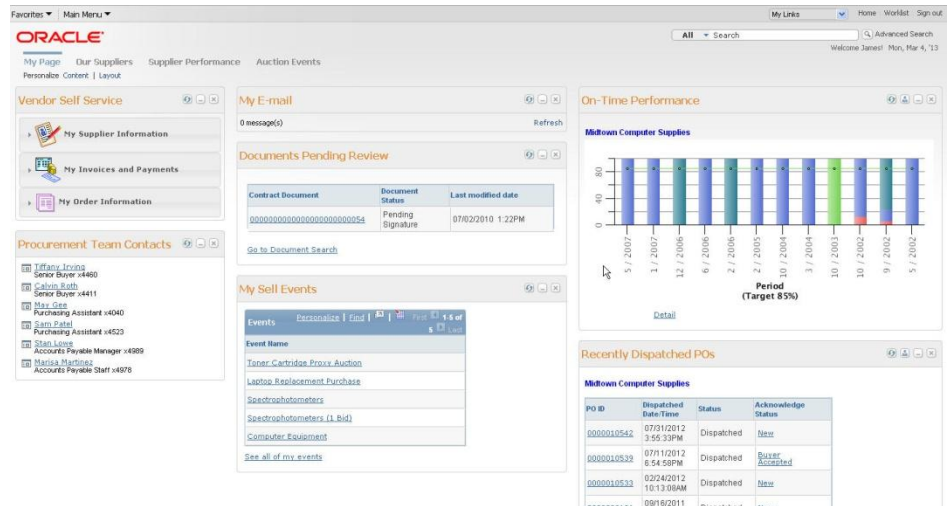 Favorites Main Menu
My Links Home Worklist Sign out
ORACLE
All Search Advanced Search
Welcome James! Mon, Mar 4, '13
My Page Our Suppliers Supplier Performance Auction Events
Personalize Content | Layout
Vendor Self Service
My Supplier Information
My Invoices and Payments
My Order Information
Procurement Team Contacts
Tiffany Irving
Senior Buyer x4460
Calvin Roth
Senior Buyer x4411
May Gee
Purchasing Assistant x4040
Sam Patel
Purchasing Assistant x4523
Stan Lowe
Accounts Payable Manager x4989
Marisa Martinez
Accounts Payable Staff x4978
My E-mail
0 message(s) Refresh
Documents Pending Review
Contract Document Document Status Last modified date
0000000000000000000000054 Pending Signature 07/02/2010 1:22PM
Go to Document Search
My Sell Events
Events Personalize | Find | First 1-5 of 5 Last
Event Name
Toner Cartridge Proxy Auction
Laptop Replacement Purchase
Spectrophotometers
Spectrophotometers (1 Bid)
Computer Equipment
See all of my events
On-Time Performance
Midtown Computer Supplies
80
40
0
5 / 2007 1 / 2007 12 / 2006 6 / 2006 2 / 2006 2 / 2005 10 / 2004 3 / 2004 10 / 2003 10 / 2002 9 / 2002 5 / 2002
Period
(Target 85%)
Detail
Recently Dispatched POs
Midtown Computer Supplies
PO ID Dispatched Date/Time Status Acknowledge Status
0000010542 07/31/2012 3:55:33PM Dispatched New
0000010539 07/11/2012 6:54:58PM Dispatched Buyer Accepted
0000010533 02/24/2012 10:13:08AM Dispatched New
09/16/2011